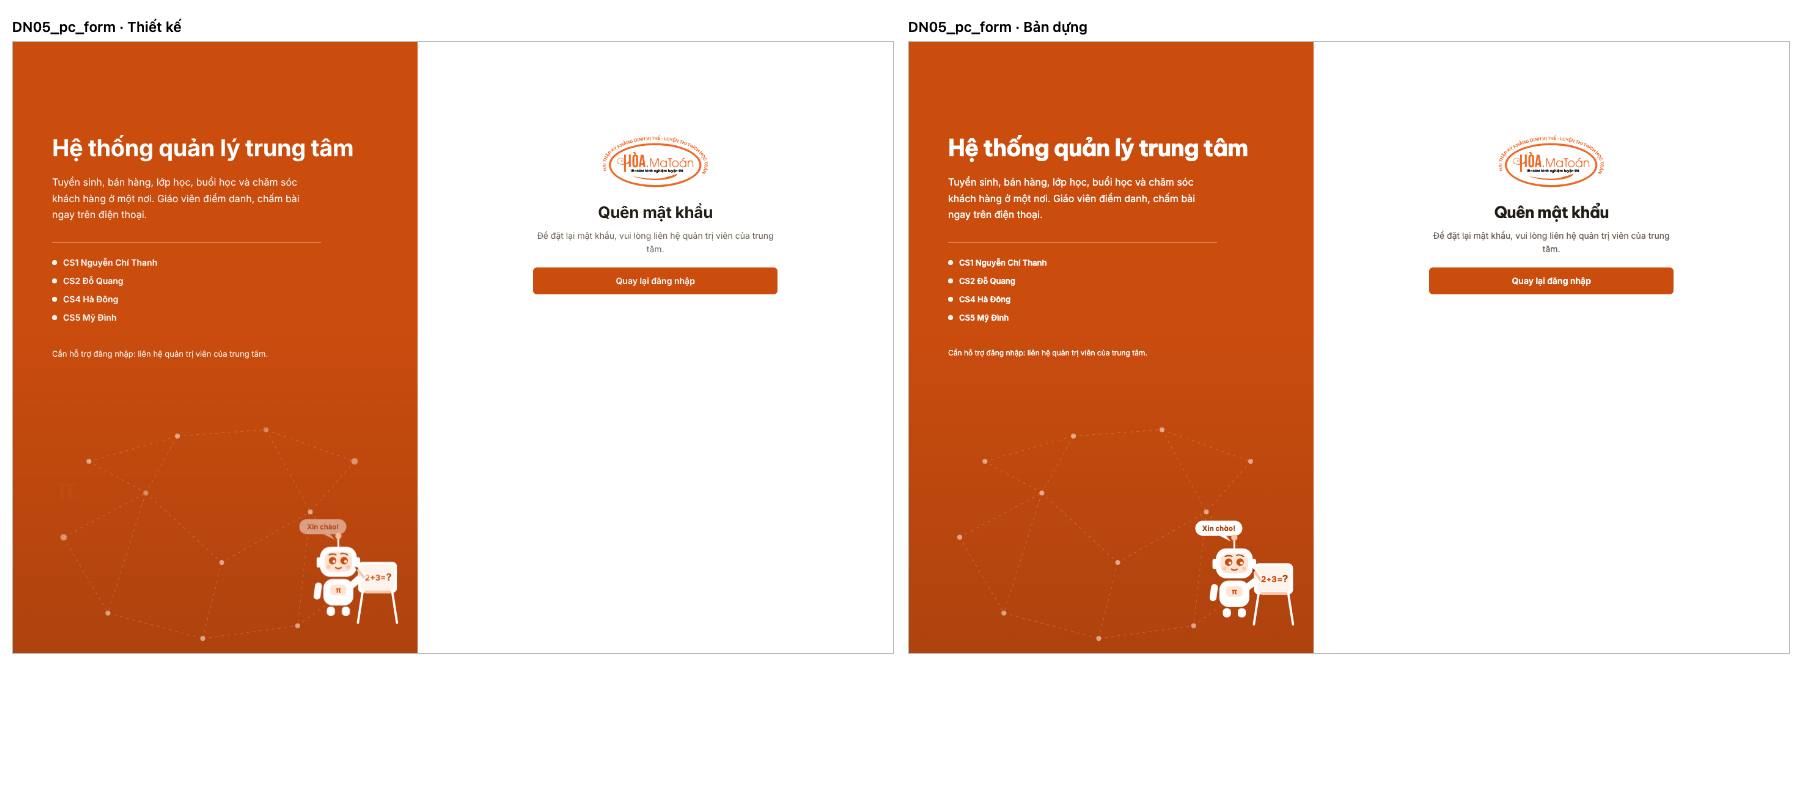 DN05_pc_form · Thiết kế
Hệ thống quản lý trung tâm
Tuyển sinh, bán hàng, lớp học, buổi học và chăm sóc
khách hàng ở một nơi. Giáo viên điểm danh, chấm bài
ngay trên điện thoại.
CS1 Nguyễn Chí Thanh
CS2 Đỗ Quang
CS4 Hà Đông
CS5 Mỹ Đình
Cần hỗ trợ đăng nhập: liên hệ quản trị viên của trung tâm.
π
Xin chào!
2+3=?
π
HÒA.MaToán
Quên mật khẩu
Để đặt lại mật khẩu, vui lòng liên hệ quản trị viên của trung
tâm.
Quay lại đăng nhập
DN05_pc_form · Bản dựng
Hệ thống quản lý trung tâm
Tuyển sinh, bán hàng, lớp học, buổi học và chăm sóc
khách hàng ở một nơi. Giáo viên điểm danh, chấm bài
ngay trên điện thoại.
CS1 Nguyễn Chí Thanh
CS2 Đỗ Quang
CS4 Hà Đông
CS5 Mỹ Đình
Cần hỗ trợ đăng nhập: liên hệ quản trị viên của trung tâm.
Xin chào!
2+3=?
π
HÒA.MaToán
Quên mật khẩu
Để đặt lại mật khẩu, vui lòng liên hệ quản trị viên của trung
tâm.
Quay lại đăng nhập